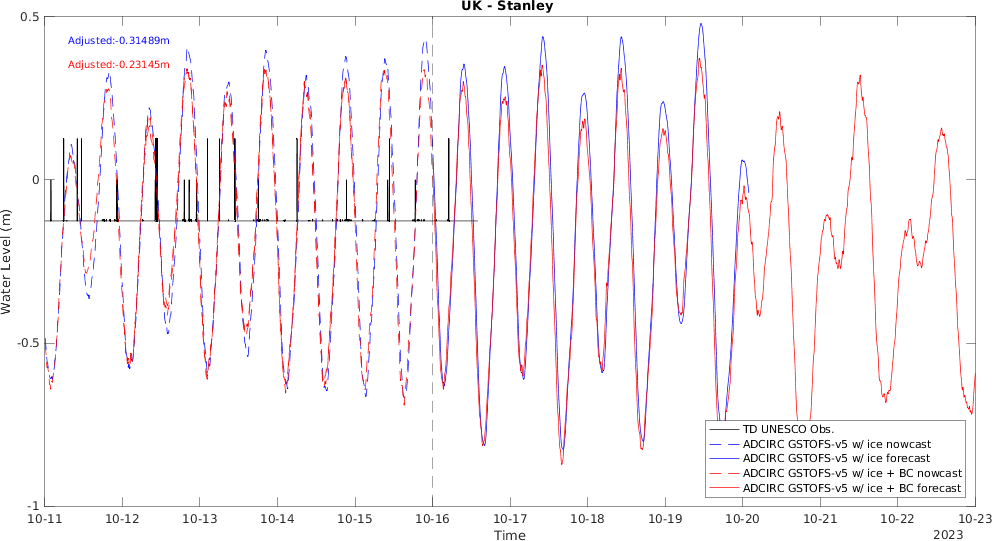 UK - Stanley
Adjusted:-0.31489m
Adjusted:-0.23145m
Water Level (m)
0.5
0
-0.5
-1
TD UNESCO Obs.
ADCIRC GSTOFS-v5 w/ ice nowcast
ADCIRC GSTOFS-v5 w/ ice forecast
ADCIRC GSTOFS-v5 w/ ice + BC nowcast
ADCIRC GSTOFS-v5 w/ ice + BC forecast
10-11 10-12 10-13 10-14 10-15 10-16 10-17 10-18 10-19 10-20 10-21 10-22 10-23
Time
2023